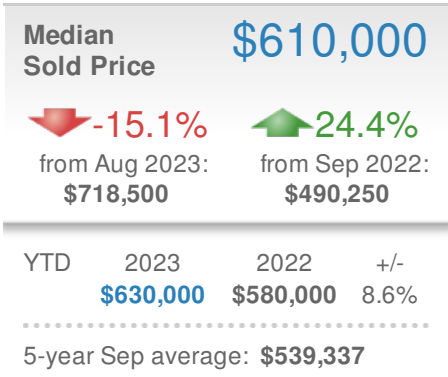 Median
Sold Price
$610,000
-15.1%
from Aug 2023:
$718,500
24.4%
from Sep 2022:
$490,250
YTD 2023 2022 +/-
$630,000 $580,000 8.6%
5-year Sep average: $539,337